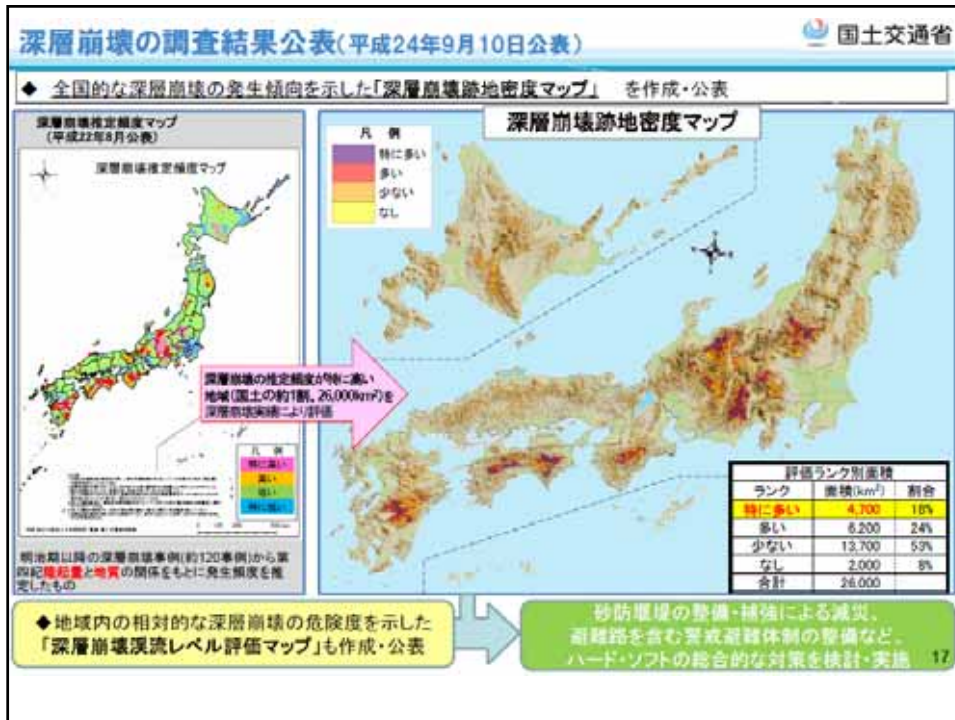 深層崩壊の調査結果公表(平成24年9月10日公表)
国土交通省
◆ 全国的な深層崩壊の発生傾向を示した「深層崩壊跡地密度マップ」 を作成・公表
深層崩壊推定頻度マップ
(平成22年8月公表)
深層崩壊推定頻度マップ
凡 例
特に高い
高い
低い
特に低い
明治期以降の深層崩壊事例(約120事例)から第
四紀隆起量と地質の関係をもとに発生頻度を推
定したもの
深層崩壊の推定頻度が特に高い
地域(国土の約1割、26,000km²)を
深層崩壊実績により評価
深層崩壊跡地密度マップ
凡 例
特に多い
多い
少ない
なし
評価ランク別面積
ランク 面積(km²) 割合
特に多い 4,700 18%
多い 6,200 24%
少ない 13,700 53%
なし 2,000 8%
合計 26,000
◆地域内の相対的な深層崩壊の危険度を示した
「深層崩壊渓流レベル評価マップ」も作成・公表
砂防堰堤の整備・補強による減災、
避難路を含む警戒避難体制の整備など、
ハード・ソフトの総合的な対策を検討・実施
17